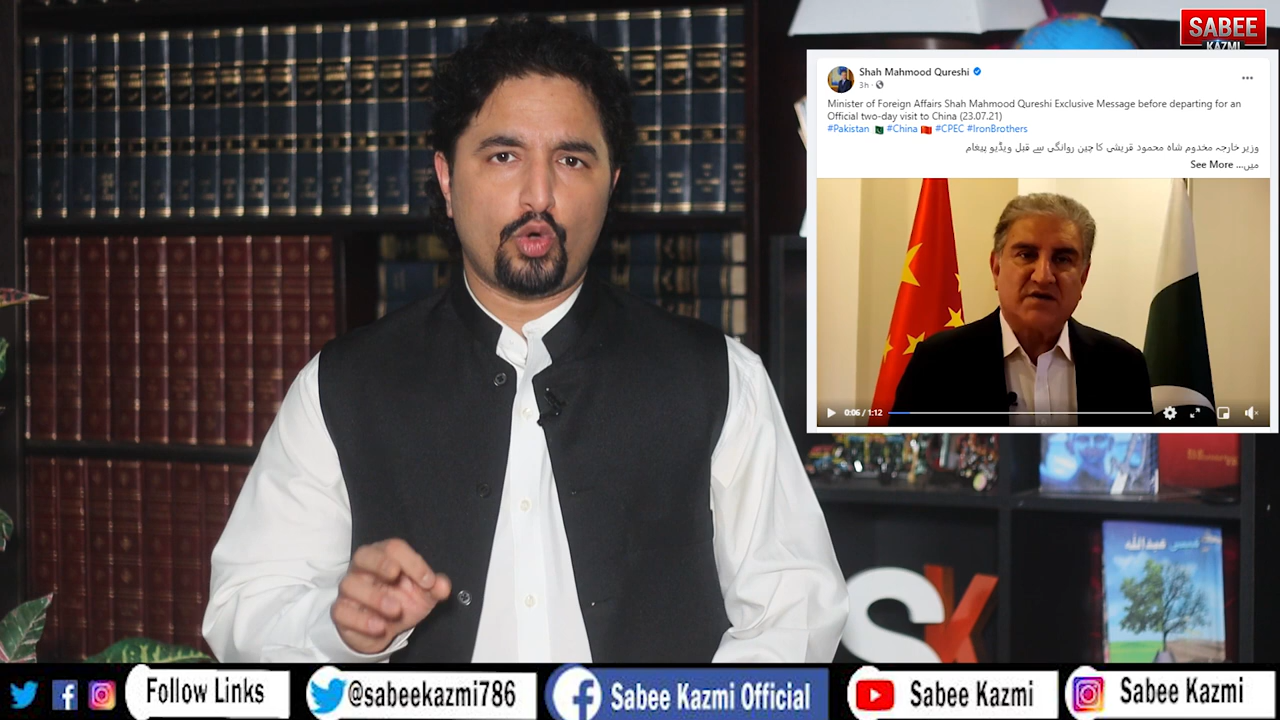 SABEE
KAZMI
Shah Mahmood Qureshi
3h ·
Minister of Foreign Affairs Shah Mahmood Qureshi Exclusive Message before departing for an
Official two-day visit to China (23.07.21)
#Pakistan #China #CPEC #IronBrothers
وزیر خارجہ مخدوم شاہ محمود قریشی کا چین روانگی سے قبل ویڈیو پیغام
میں... See More
0:06 / 1:12
SK
عیسی عبداللہ
Follow Links
@sabeekazmi786
Sabee Kazmi Official
Sabee Kazmi
Sabee Kazmi